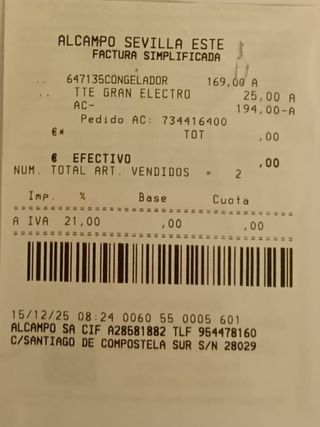 ALCAMPO SEVILLA ESTE
FACTURA SIMPLIFICADA
.. 647135CONGELADOR 169,00 A
.. TTE GRAN ELECTRO 25,00 A
AC- 194,00-A
Pedido AC: 734416400
€* TOT ,00
€ EFECTIVO ,00
NUM. TOTAL ART. VENDIDOS = 2
Imp. % Base Cuota
A IVA 21,00 ,00 ,00
15/12/25 08:24 0060 55 0005 601
ALCAMPO SA CIF A28581882 TLF 954478160
C/SANTIAGO DE COMPOSTELA SUR S/N 28029